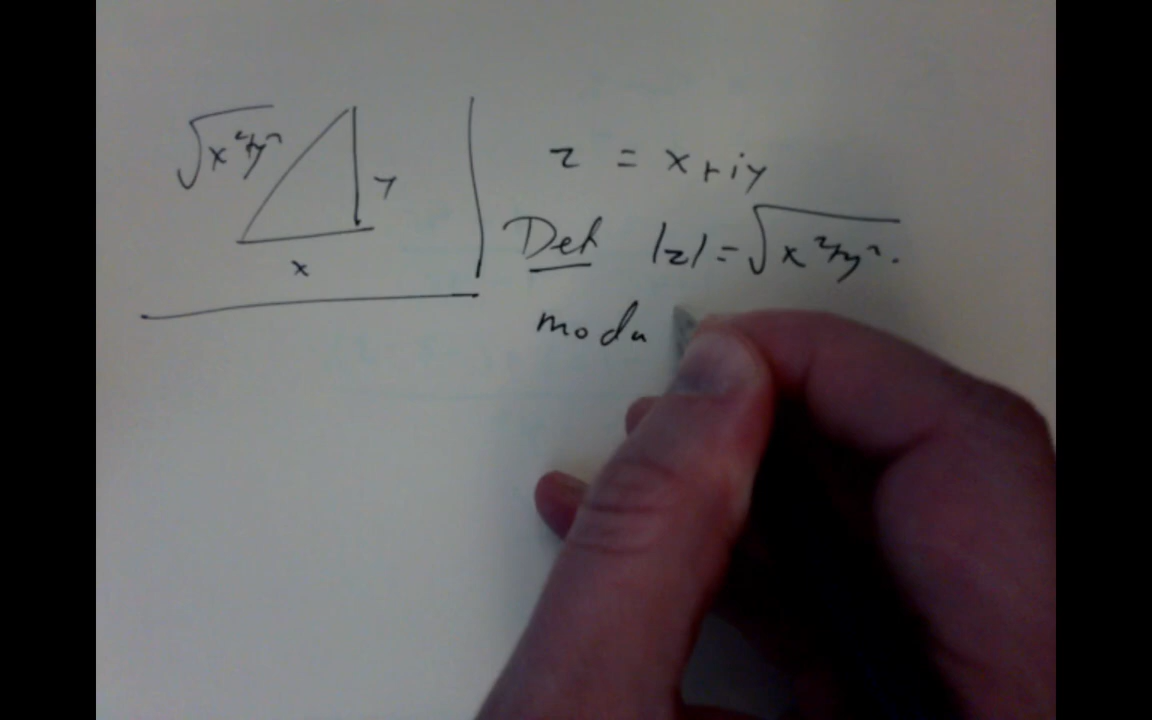 √x²+y²
y
x
z = x+iy
Def |z| = √x²+y².
modu